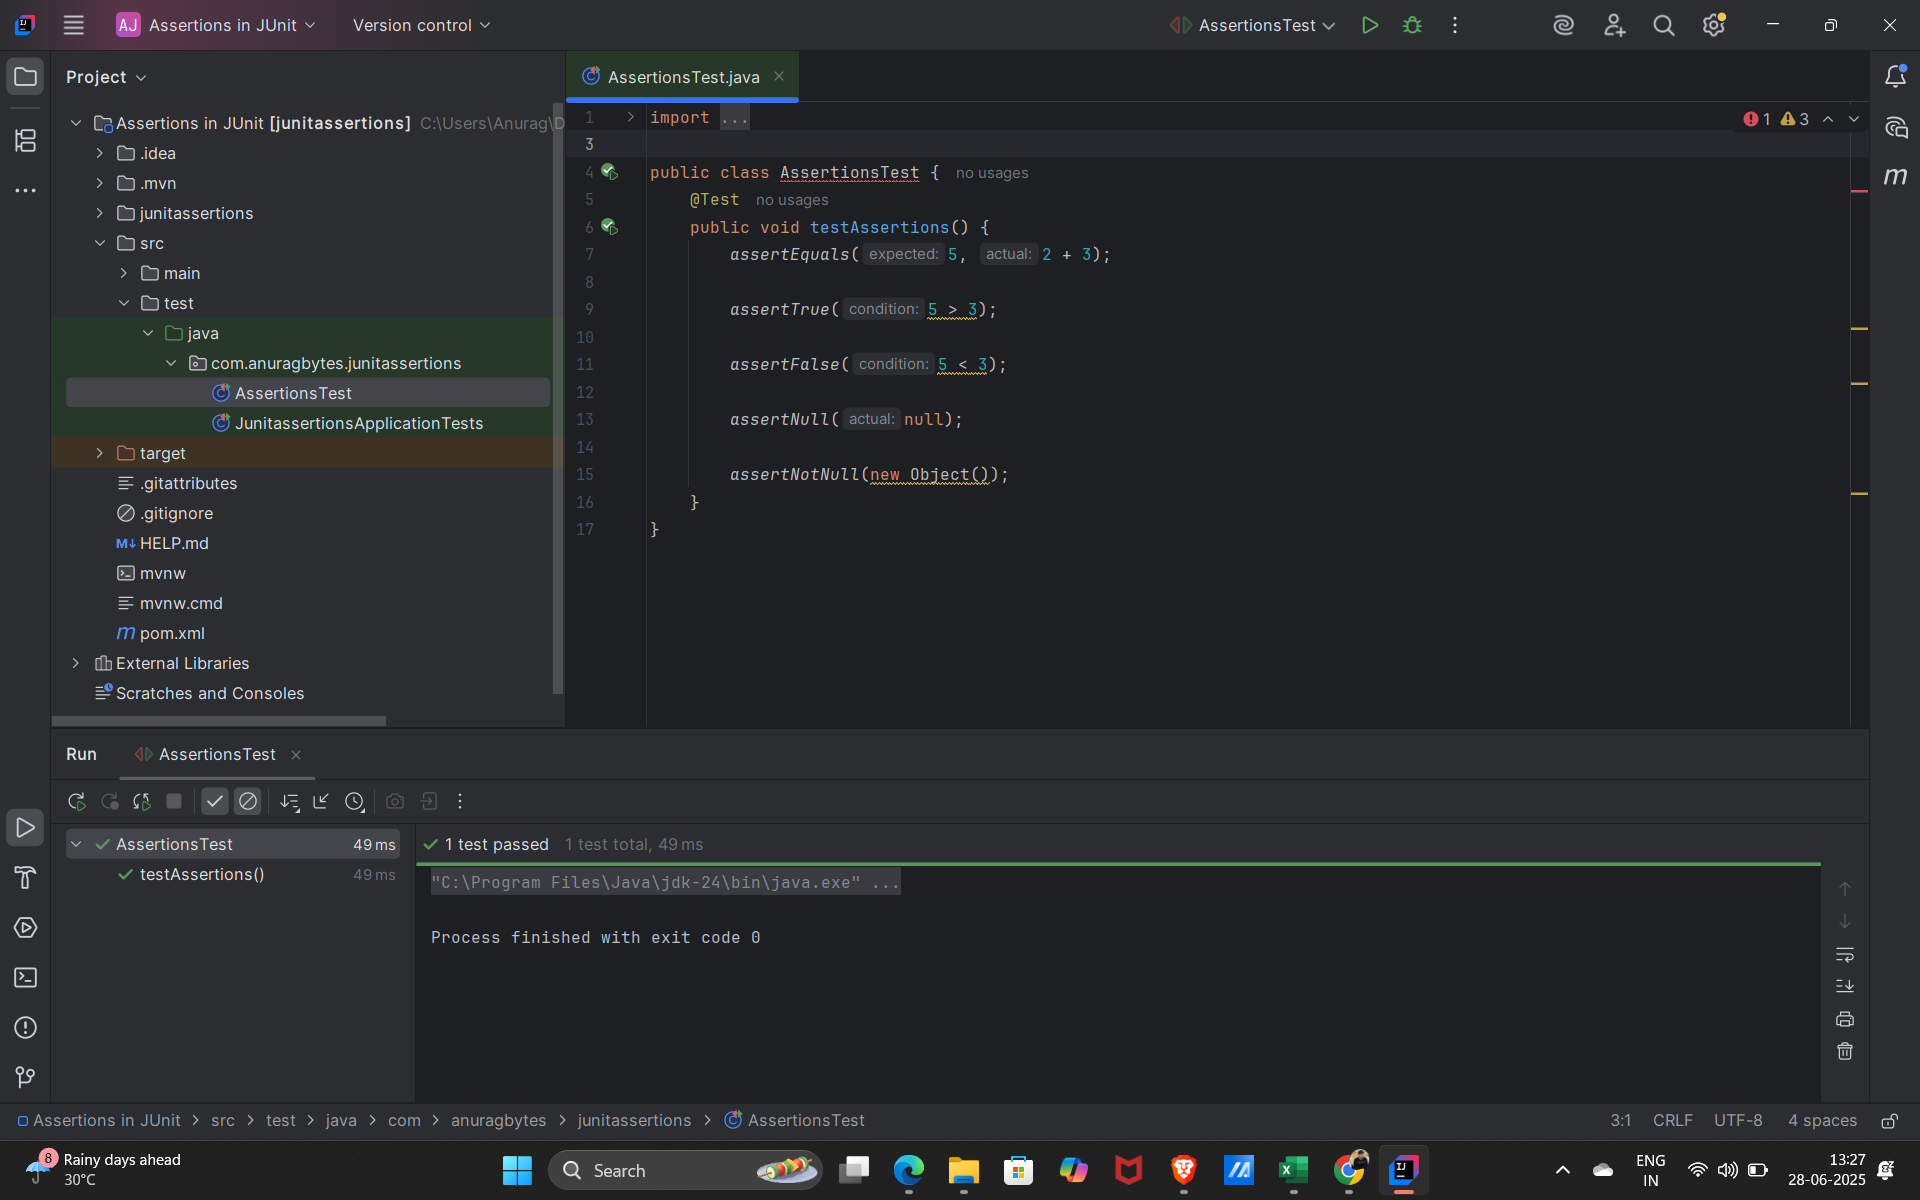 AJ Assertions in JUnit
Version control
AssertionsTest
Project
Assertions in JUnit [junitassertions] C:\Users\Anurag\D
.idea
.mvn
junitassertions
src
main
test
java
com.anuragbytes.junitassertions
AssertionsTest
JunitassertionsApplicationTests
target
.gitattributes
.gitignore
M↓ HELP.md
mvnw
mvnw.cmd
m pom.xml
External Libraries
Scratches and Consoles
AssertionsTest.java
1 3
1 import ...
3
4 public class AssertionsTest { no usages
5 @Test no usages
6 public void testAssertions() {
7 assertEquals( expected: 5, actual: 2 + 3);
8
9 assertTrue( condition: 5 > 3);
10
11 assertFalse( condition: 5 < 3);
12
13 assertNull( actual: null);
14
15 assertNotNull(new Object());
16 }
17 }
m
Run AssertionsTest
AssertionsTest 49 ms
testAssertions() 49 ms
1 test passed 1 test total, 49 ms
"C:\Program Files\Java\jdk-24\bin\java.exe" ...
Process finished with exit code 0
Assertions in JUnit > src > test > java > com > anuragbytes > junitassertions > AssertionsTest
3:1 CRLF UTF-8 4 spaces
8
Rainy days ahead
30°C
Search
ENG
IN
13:27
28-06-2025